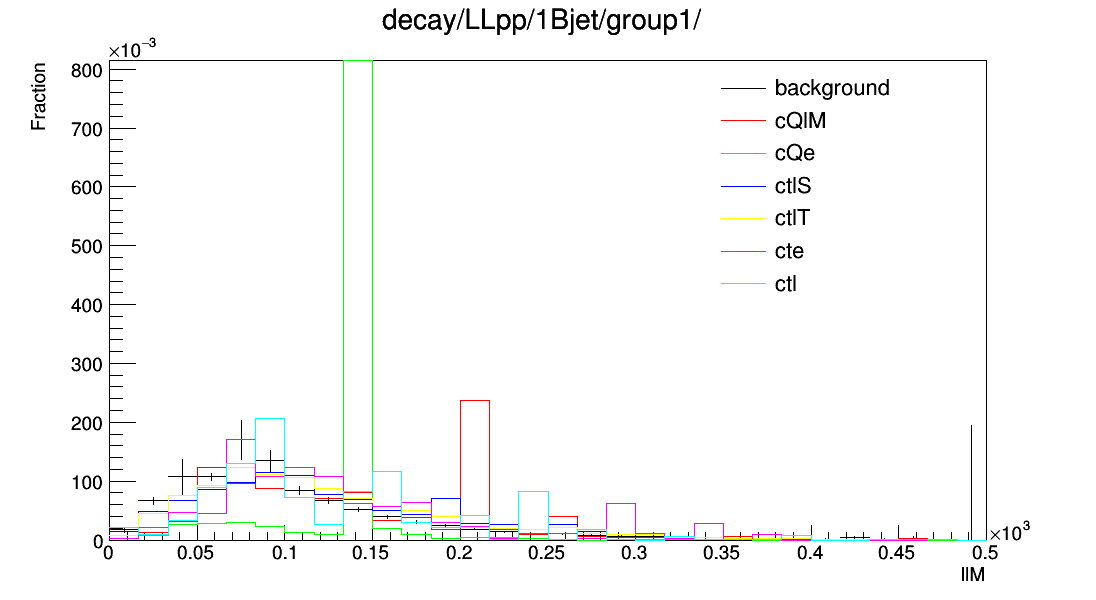 decay/LLpp/1Bjet/group1/
×10⁻³
Fraction
800
700
600
500
400
300
200
100
0
background
cQlM
cQe
ctlS
ctlT
cte
ctl
0 0.05 0.1 0.15 0.2 0.25 0.3 0.35 0.4 0.45 0.5
×10³
llM